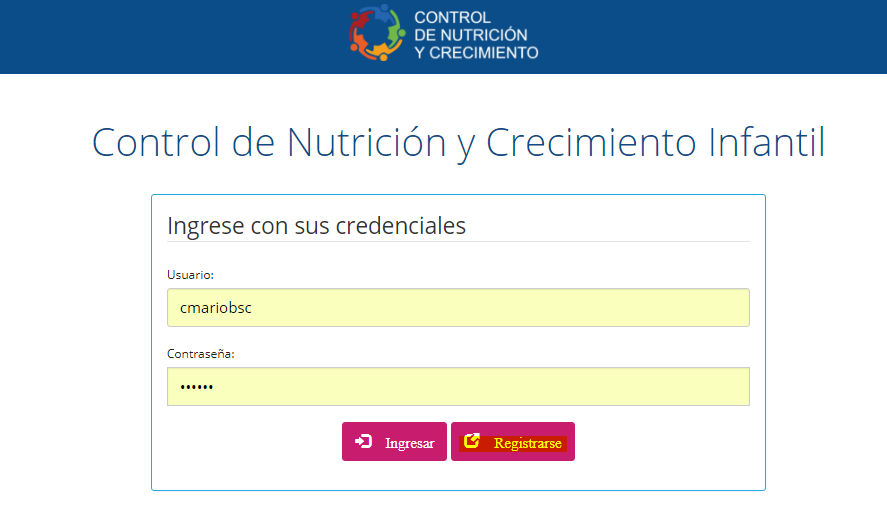 CONTROL
DE NUTRICIÓN
Y CRECIMIENTO
Control de Nutrición y Crecimiento Infantil
Ingrese con sus credenciales
Usuario:
cmariobsc
Contraseña:
••••••
Ingresar
Registrarse